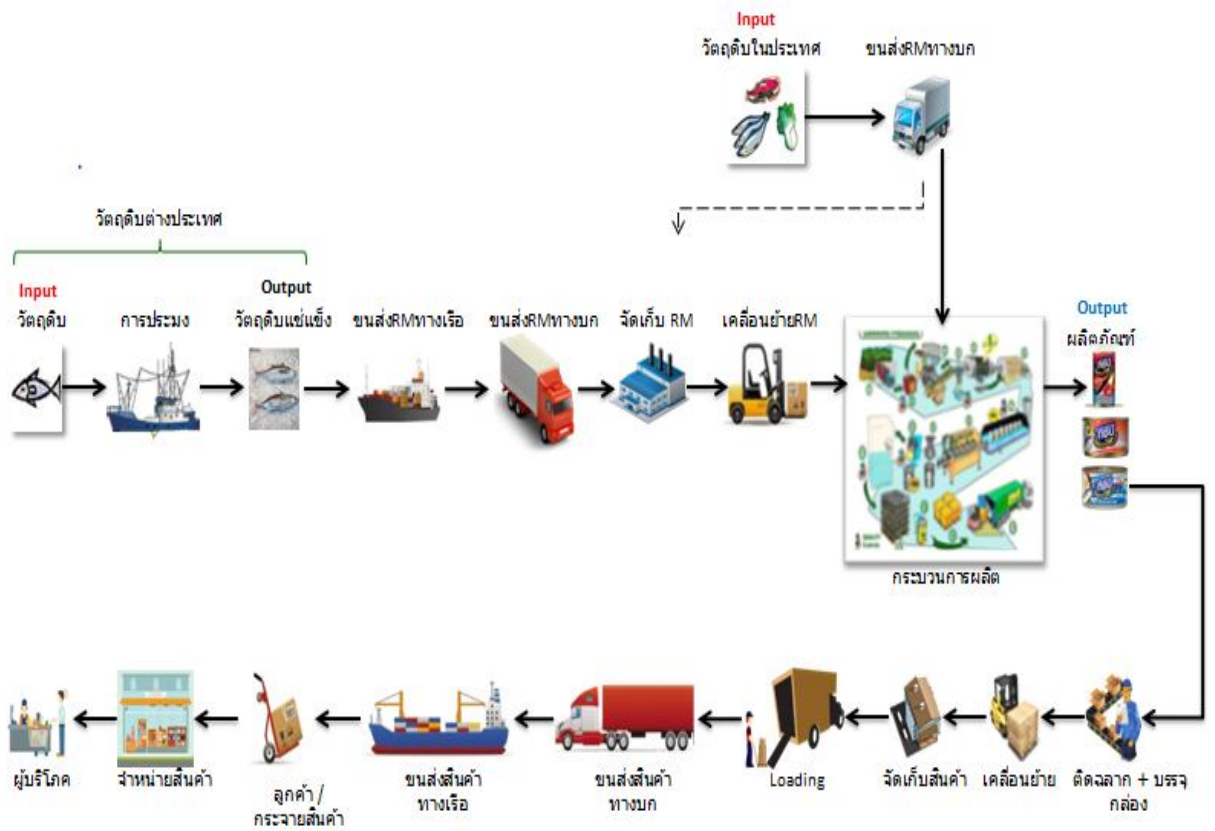 Input
วัตถุดิบในประเทศ
ขนส่งRMทางบก
วัตถุดิบต่างประเทศ
Input
วัตถุดิบ
การประมง
Output
วัตถุดิบแช่แข็ง
ขนส่งRMทางเรือ
ขนส่งRMทางบก
จัดเก็บ RM
เคลื่อนย้ายRM
Output
ผลิตภัณฑ์
กระบวนการผลิต
ผู้บริโภค
จำหน่ายสินค้า
ลูกค้า /
กระจายสินค้า
ขนส่งสินค้า
ทางเรือ
ขนส่งสินค้า
ทางบก
Loading
จัดเก็บสินค้า
เคลื่อนย้าย
ติดฉลาก + บรรจุ
กล่อง